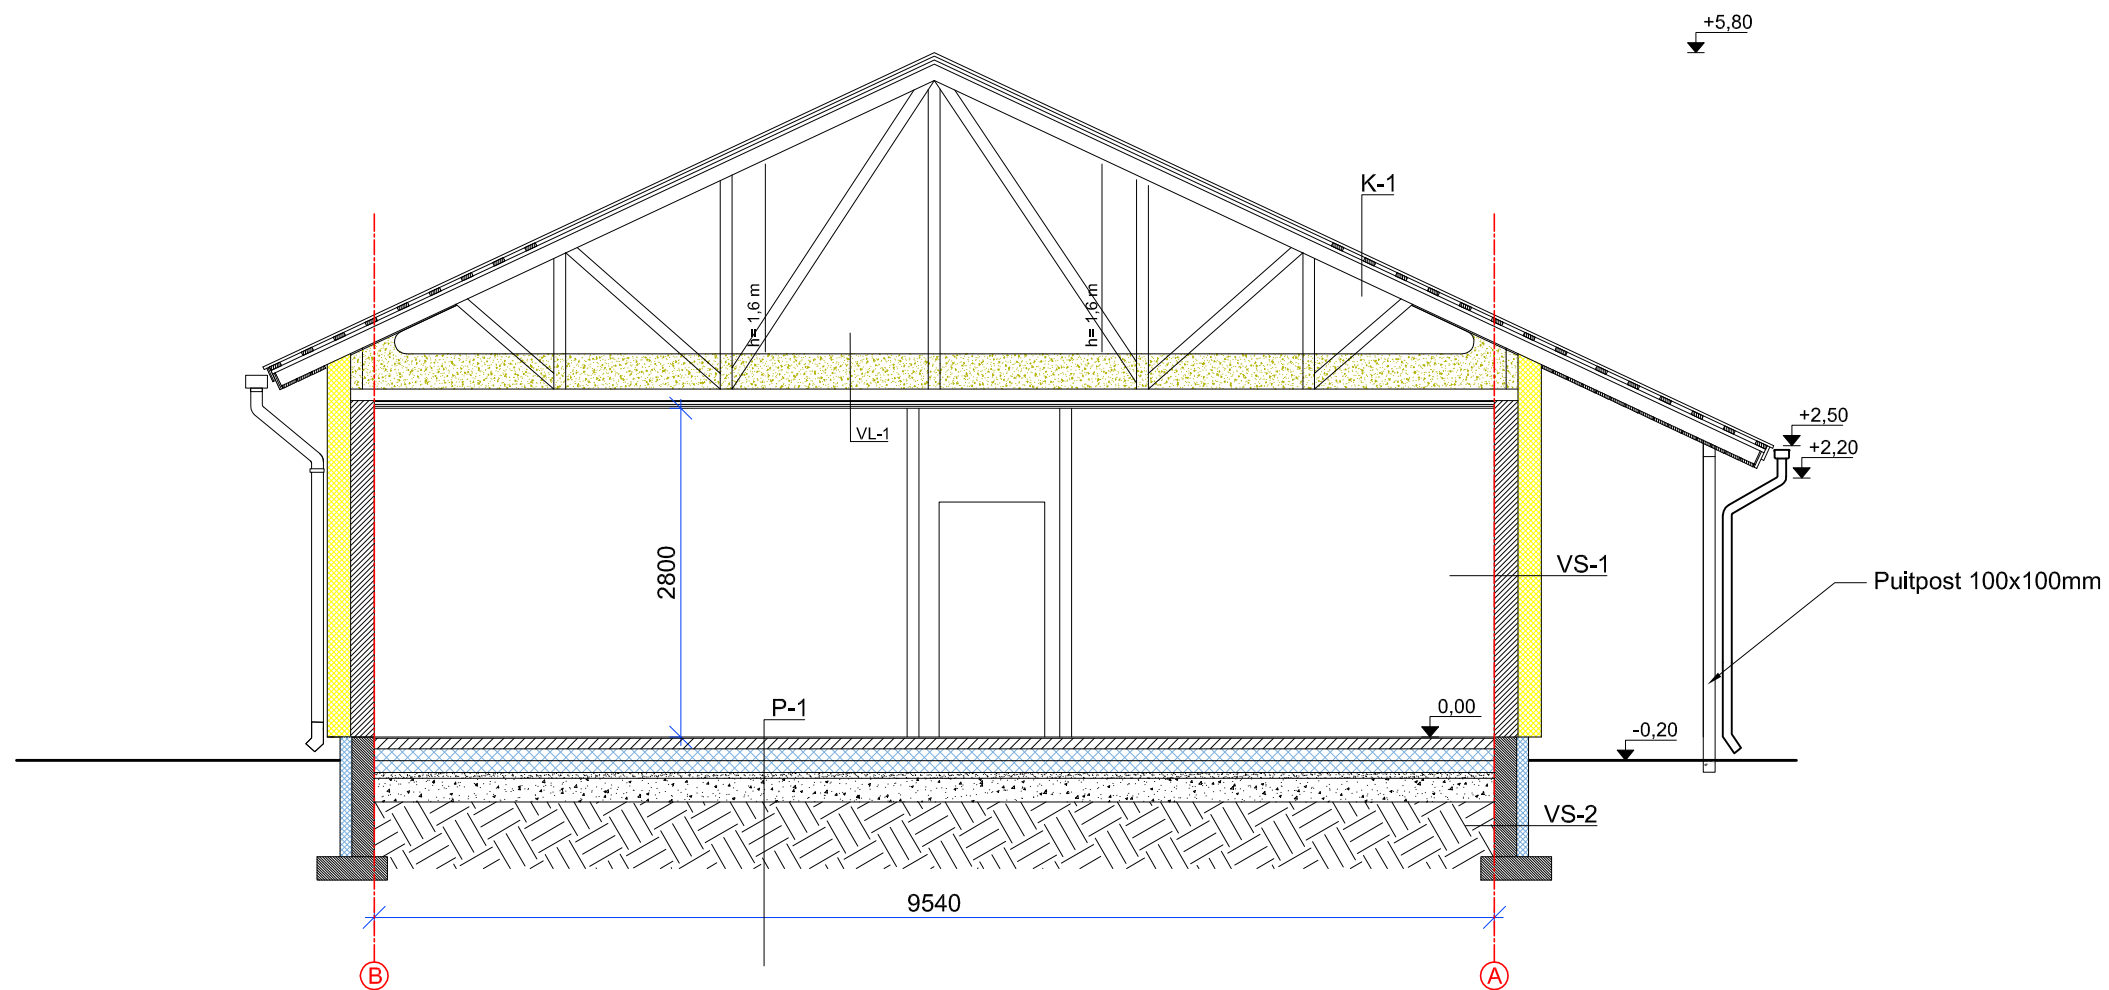 +5,80
K-1
h= 1,6 m
h= 1,6 m
VL-1
+2,50
+2,20
2800
VS-1
Puitpost 100x100mm
P-1
0,00
-0,20
VS-2
9540
B
A